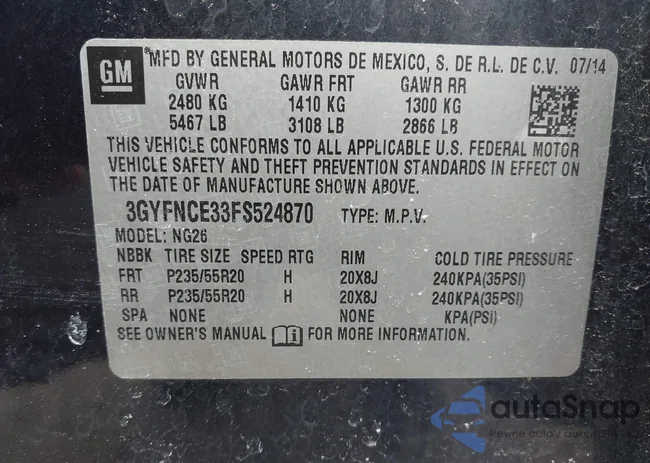 GM
MFD BY GENERAL MOTORS DE MEXICO, S. DE R.L. DE C.V. 07/14
GVWR GAWR FRT GAWR RR
2480 KG 1410 KG 1300 KG
5467 LB 3108 LB 2866 LB
THIS VEHICLE CONFORMS TO ALL APPLICABLE U.S. FEDERAL MOTOR
VEHICLE SAFETY AND THEFT PREVENTION STANDARDS IN EFFECT ON
THE DATE OF MANUFACTURE SHOWN ABOVE.
3GYFNCE33FS524870 TYPE: M.P.V.
MODEL: NG26
NBBK TIRE SIZE SPEED RTG RIM COLD TIRE PRESSURE
FRT P235/55R20 H 20X8J 240KPA(35PSI)
RR P235/55R20 H 20X8J 240KPA(35PSI)
SPA NONE NONE KPA(PSI)
SEE OWNER'S MANUAL FOR MORE INFORMATION.
autoSnap
Pewne auta / aukcje